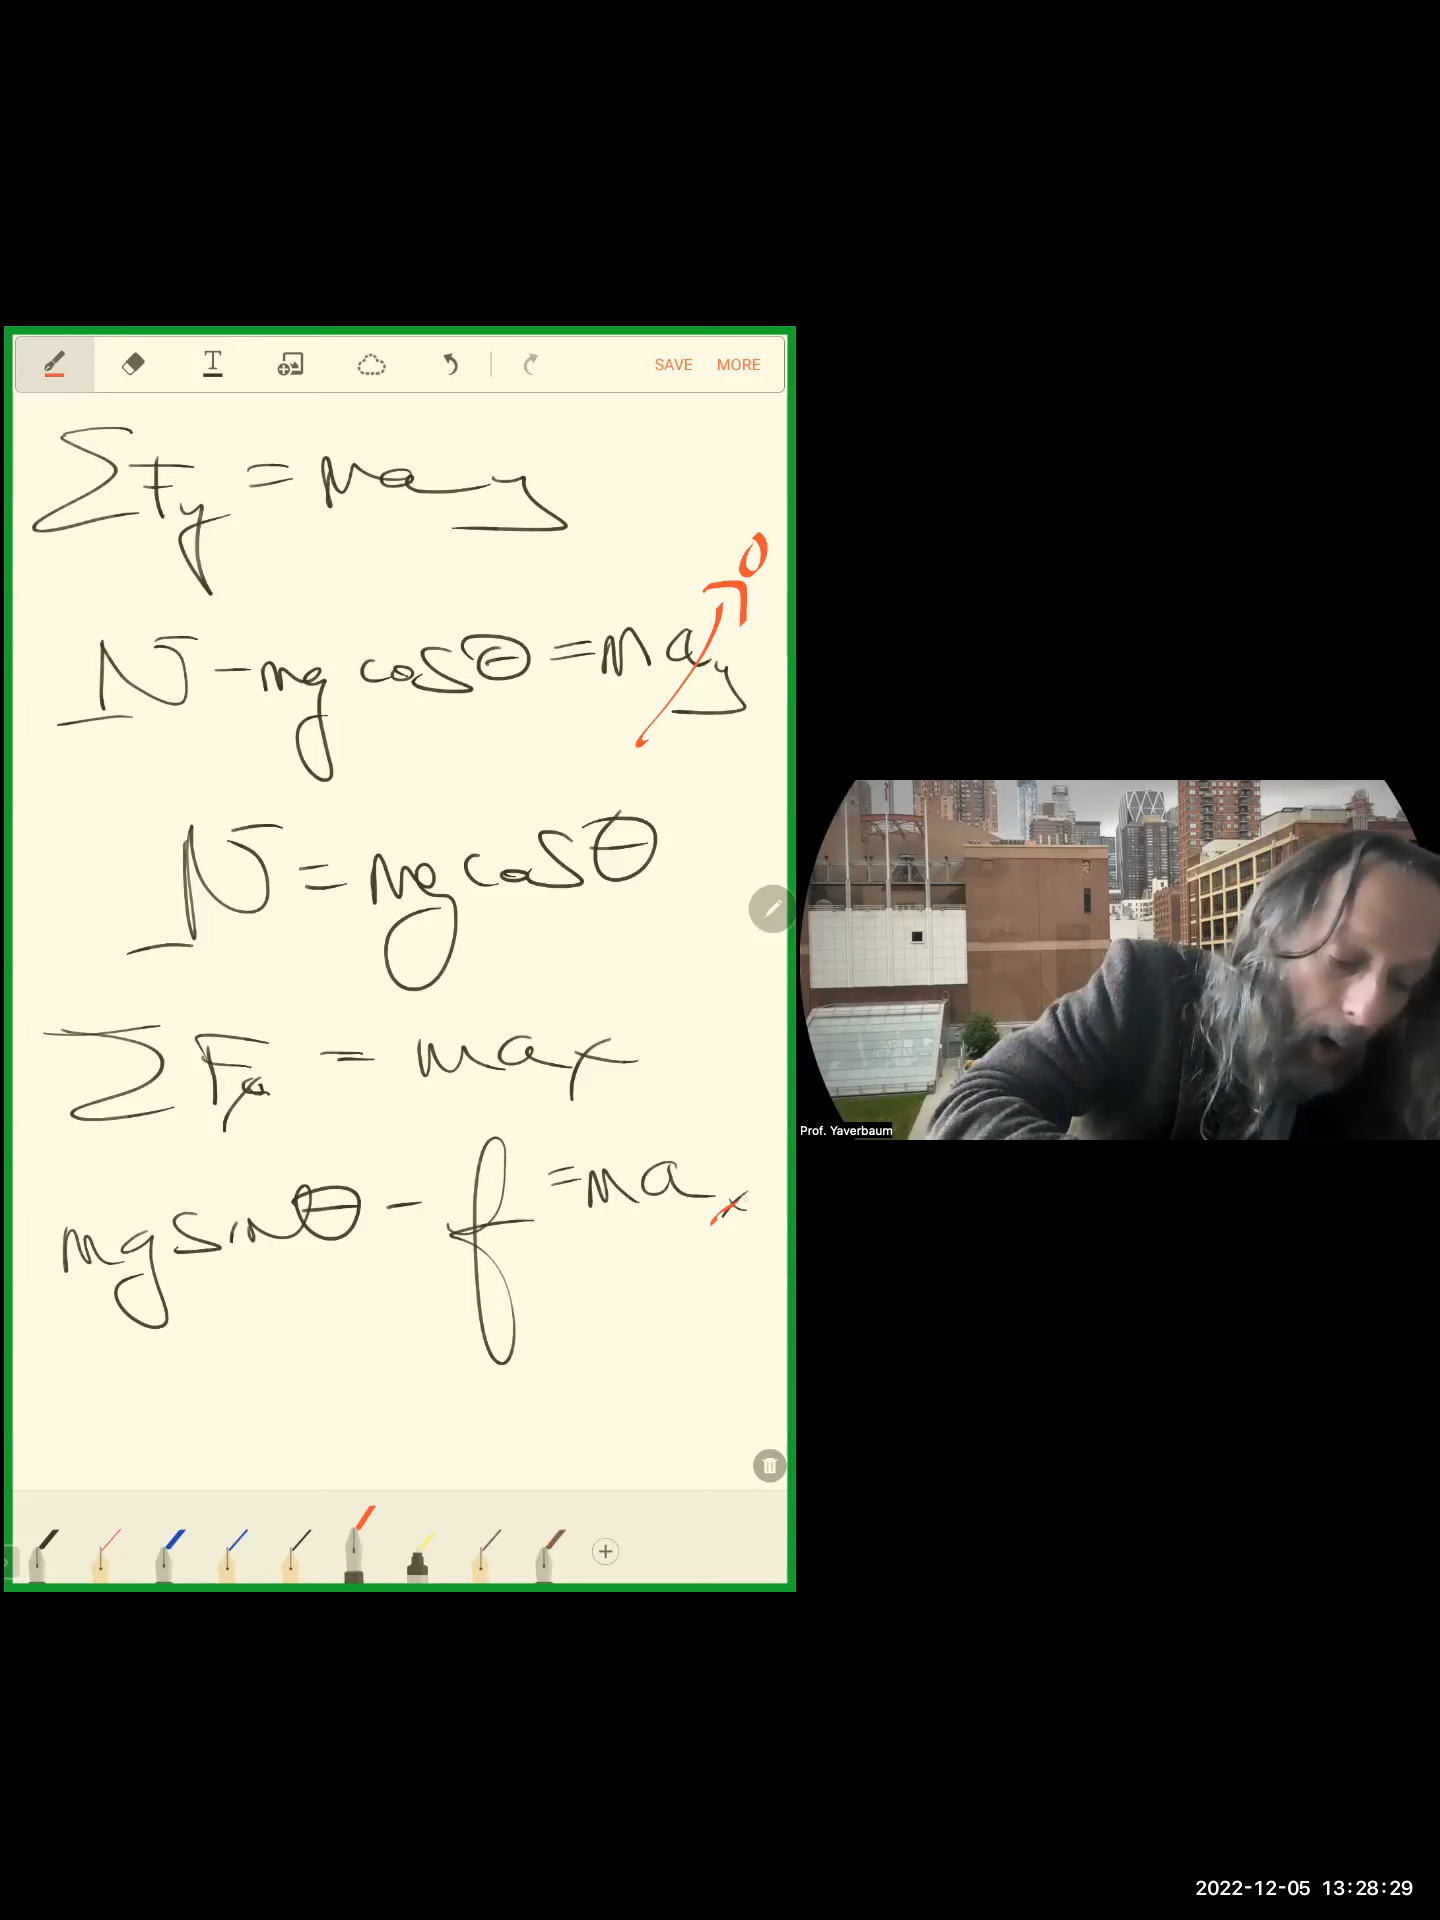 SAVE MORE
ΣFy = may
0
N - mg cosθ = may
N = mg cosθ
ΣFx = max
mg sinθ - f = max
Prof. Yaverbaum
2022-12-05 13:28:29